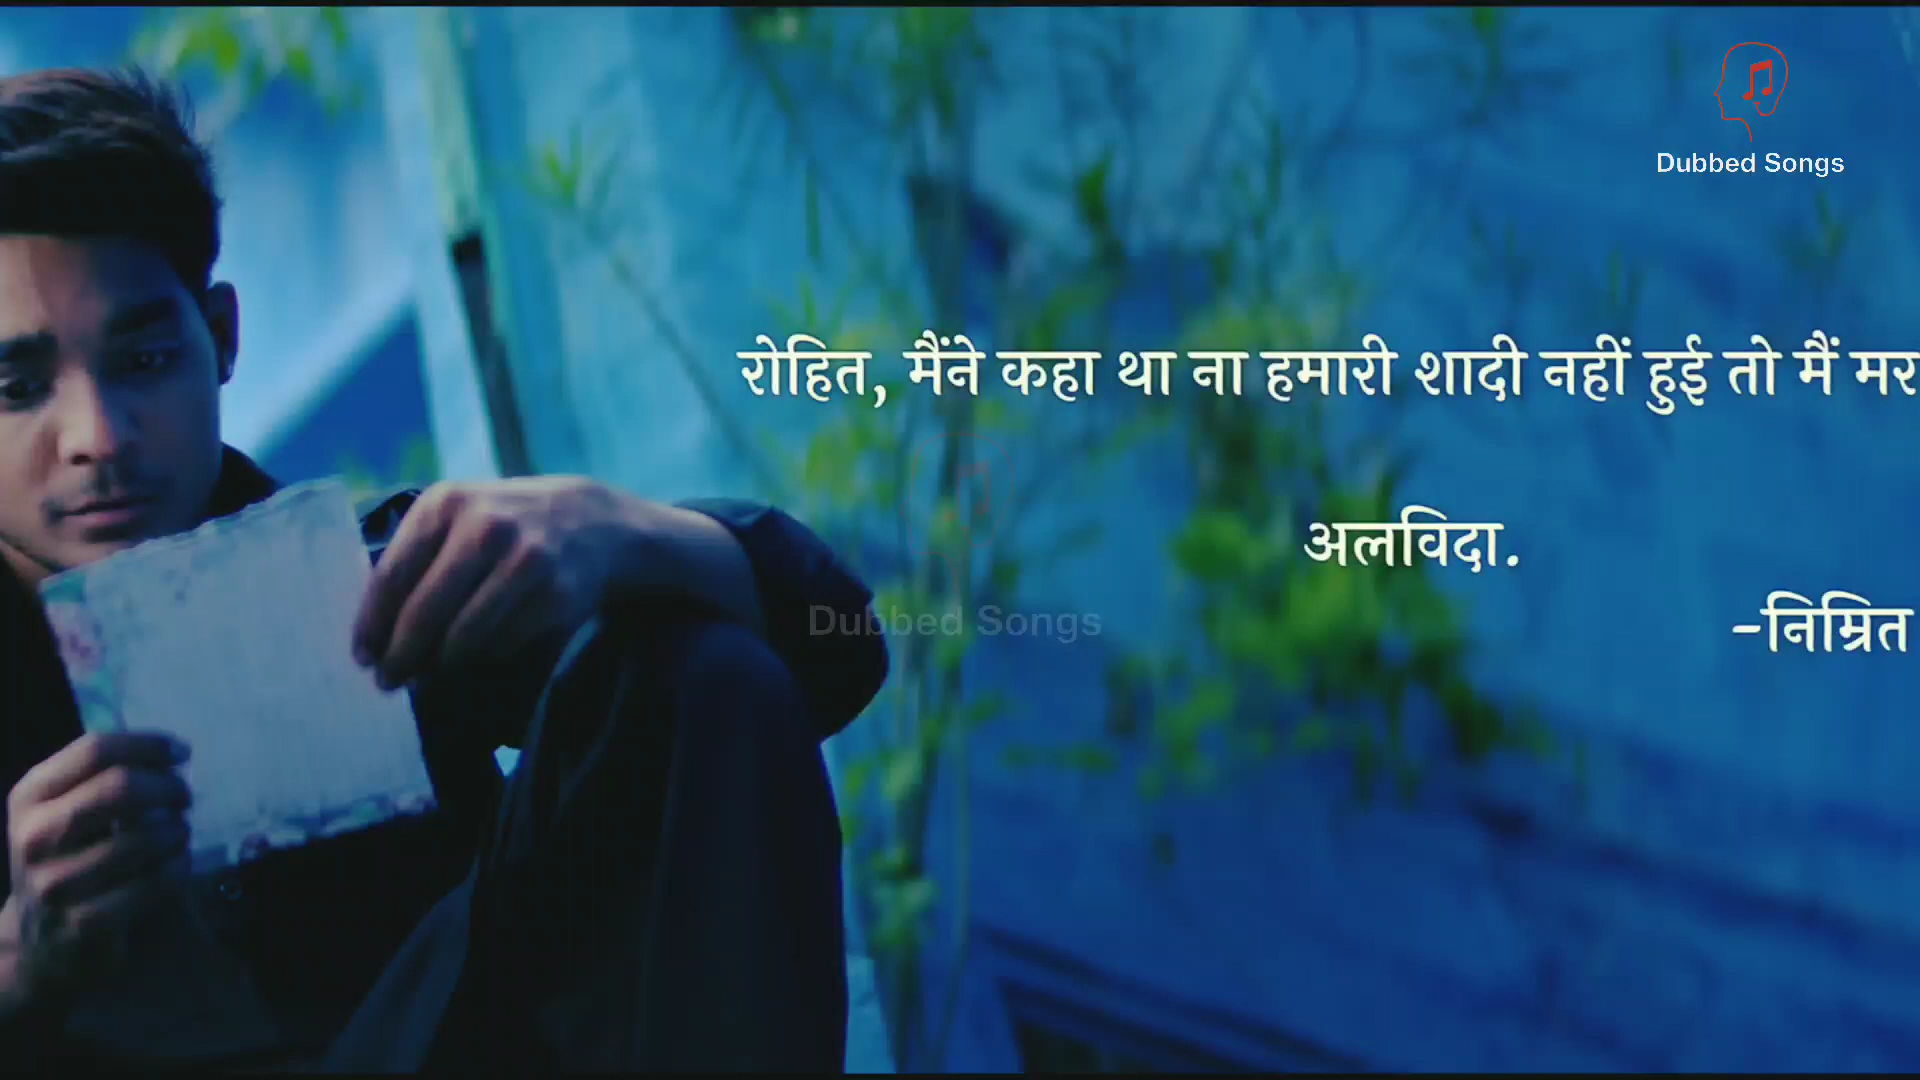 Dubbed Songs
रोहित, मैंने कहा था ना हमारी शादी नहीं हुई तो मैं मर
अलविदा.
Dubbed Songs
-निम्रित